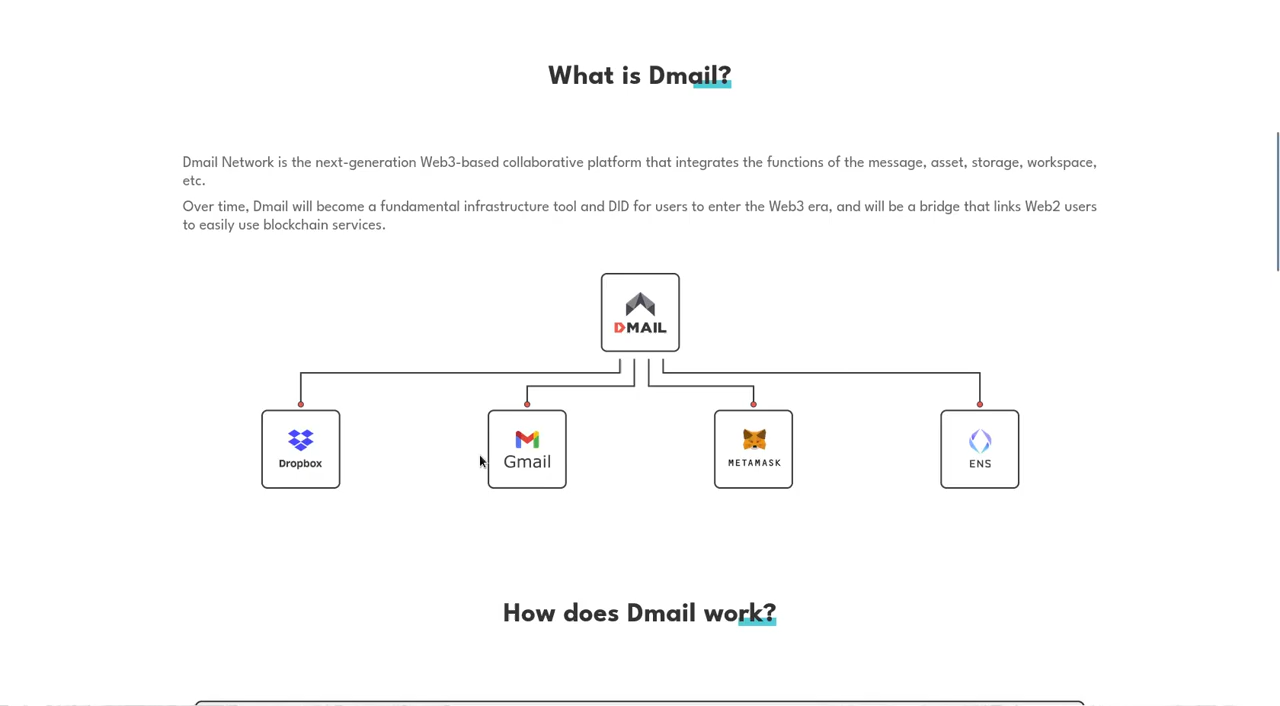 What is Dmail?
Dmail Network is the next-generation Web3-based collaborative platform that integrates the functions of the message, asset, storage, workspace,
etc.
Over time, Dmail will become a fundamental infrastructure tool and DID for users to enter the Web3 era, and will be a bridge that links Web2 users
to easily use blockchain services.
DMAIL
Dropbox
Gmail
METAMASK
ENS
How does Dmail work?